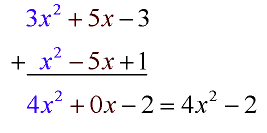 3x² + 5x − 3
+ x² − 5x + 1
4x² + 0x − 2 = 4x² − 2